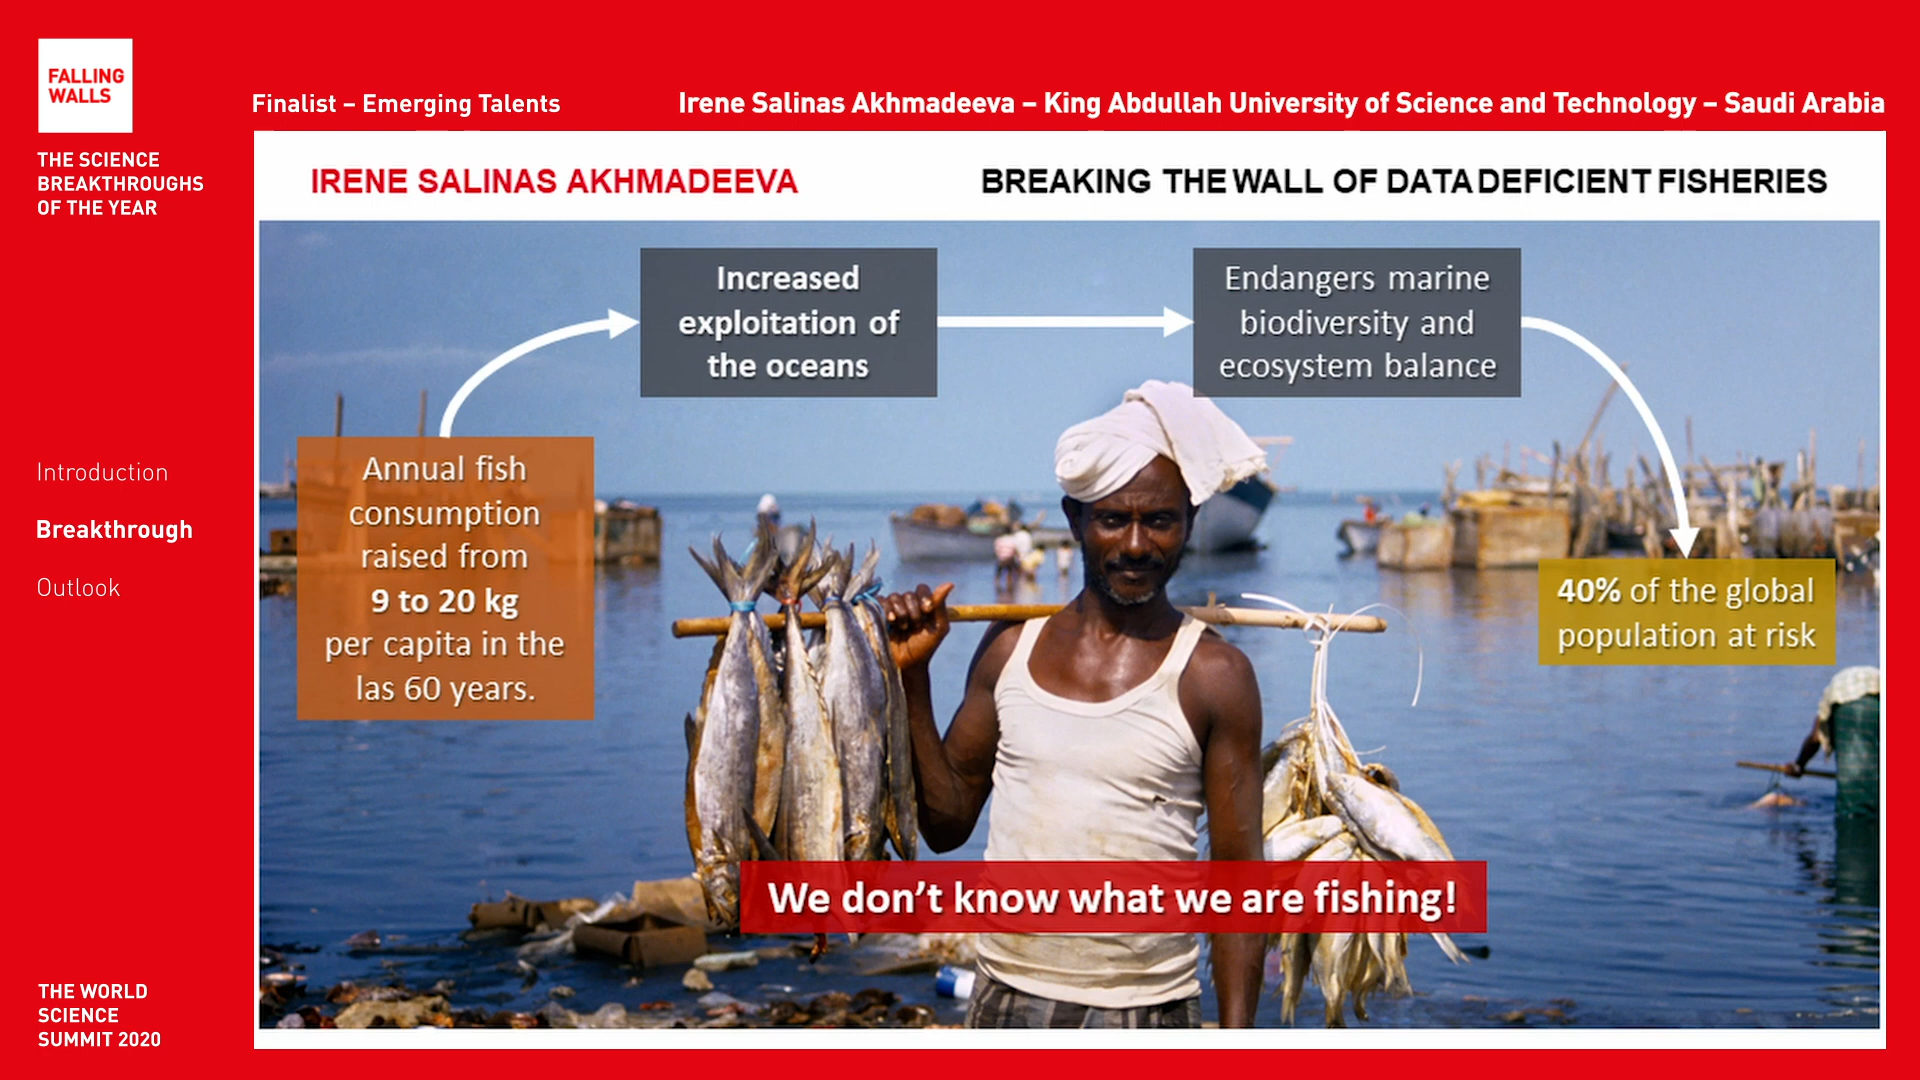 FALLING
WALLS
THE SCIENCE
BREAKTHROUGHS
OF THE YEAR
Finalist – Emerging Talents
Irene Salinas Akhmadeeva – King Abdullah University of Science and Technology – Saudi Arabia
IRENE SALINAS AKHMADEEVA
BREAKING THE WALL OF DATA DEFICIENT FISHERIES
Increased
exploitation of
the oceans
Endangers marine
biodiversity and
ecosystem balance
Annual fish
consumption
raised from
9 to 20 kg
per capita in the
las 60 years.
40% of the global
population at risk
We don't know what we are fishing!
Introduction
Breakthrough
Outlook
THE WORLD
SCIENCE
SUMMIT 2020